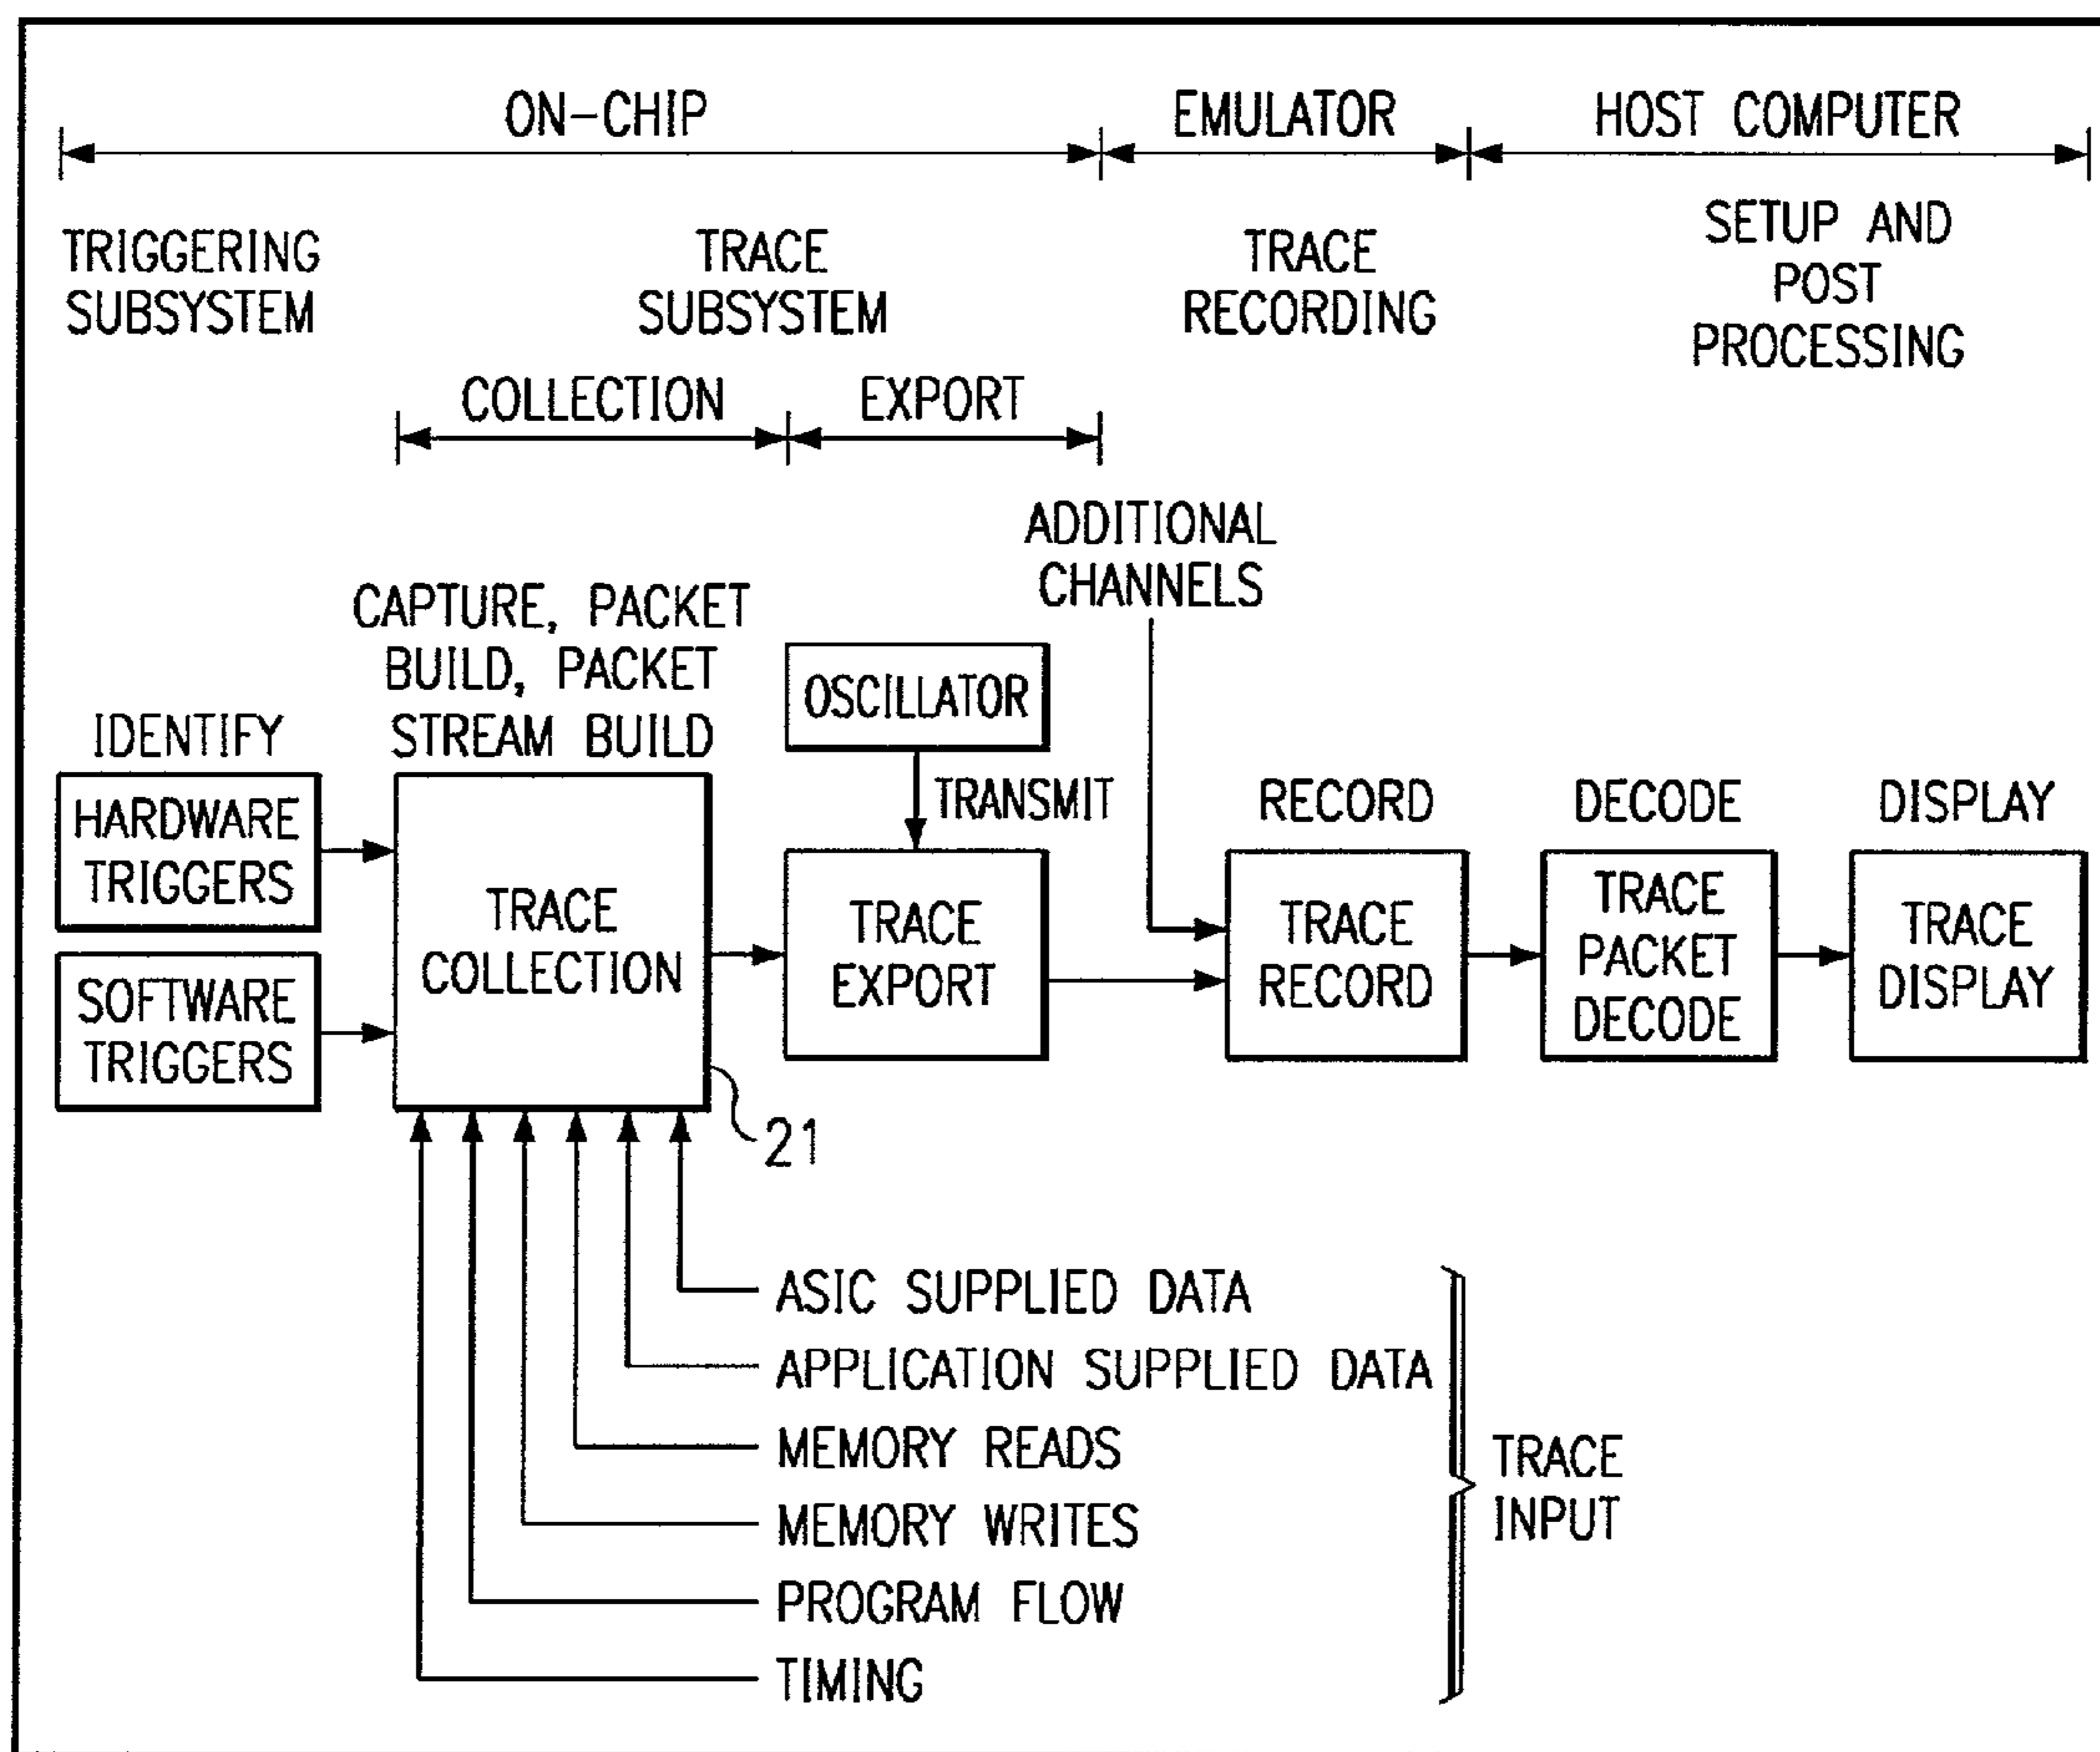 ON-CHIP
EMULATOR
HOST COMPUTER
TRIGGERING
SUBSYSTEM
TRACE
SUBSYSTEM
TRACE
RECORDING
SETUP AND
POST
PROCESSING
COLLECTION
EXPORT
ADDITIONAL
CHANNELS
CAPTURE, PACKET
BUILD, PACKET
STREAM BUILD
OSCILLATOR
IDENTIFY
TRANSMIT
RECORD
DECODE
DISPLAY
HARDWARE
TRIGGERS
SOFTWARE
TRIGGERS
TRACE
COLLECTION
TRACE
EXPORT
TRACE
RECORD
TRACE
PACKET
DECODE
TRACE
DISPLAY
21
ASIC SUPPLIED DATA
APPLICATION SUPPLIED DATA
MEMORY READS
MEMORY WRITES
PROGRAM FLOW
TIMING
TRACE
INPUT